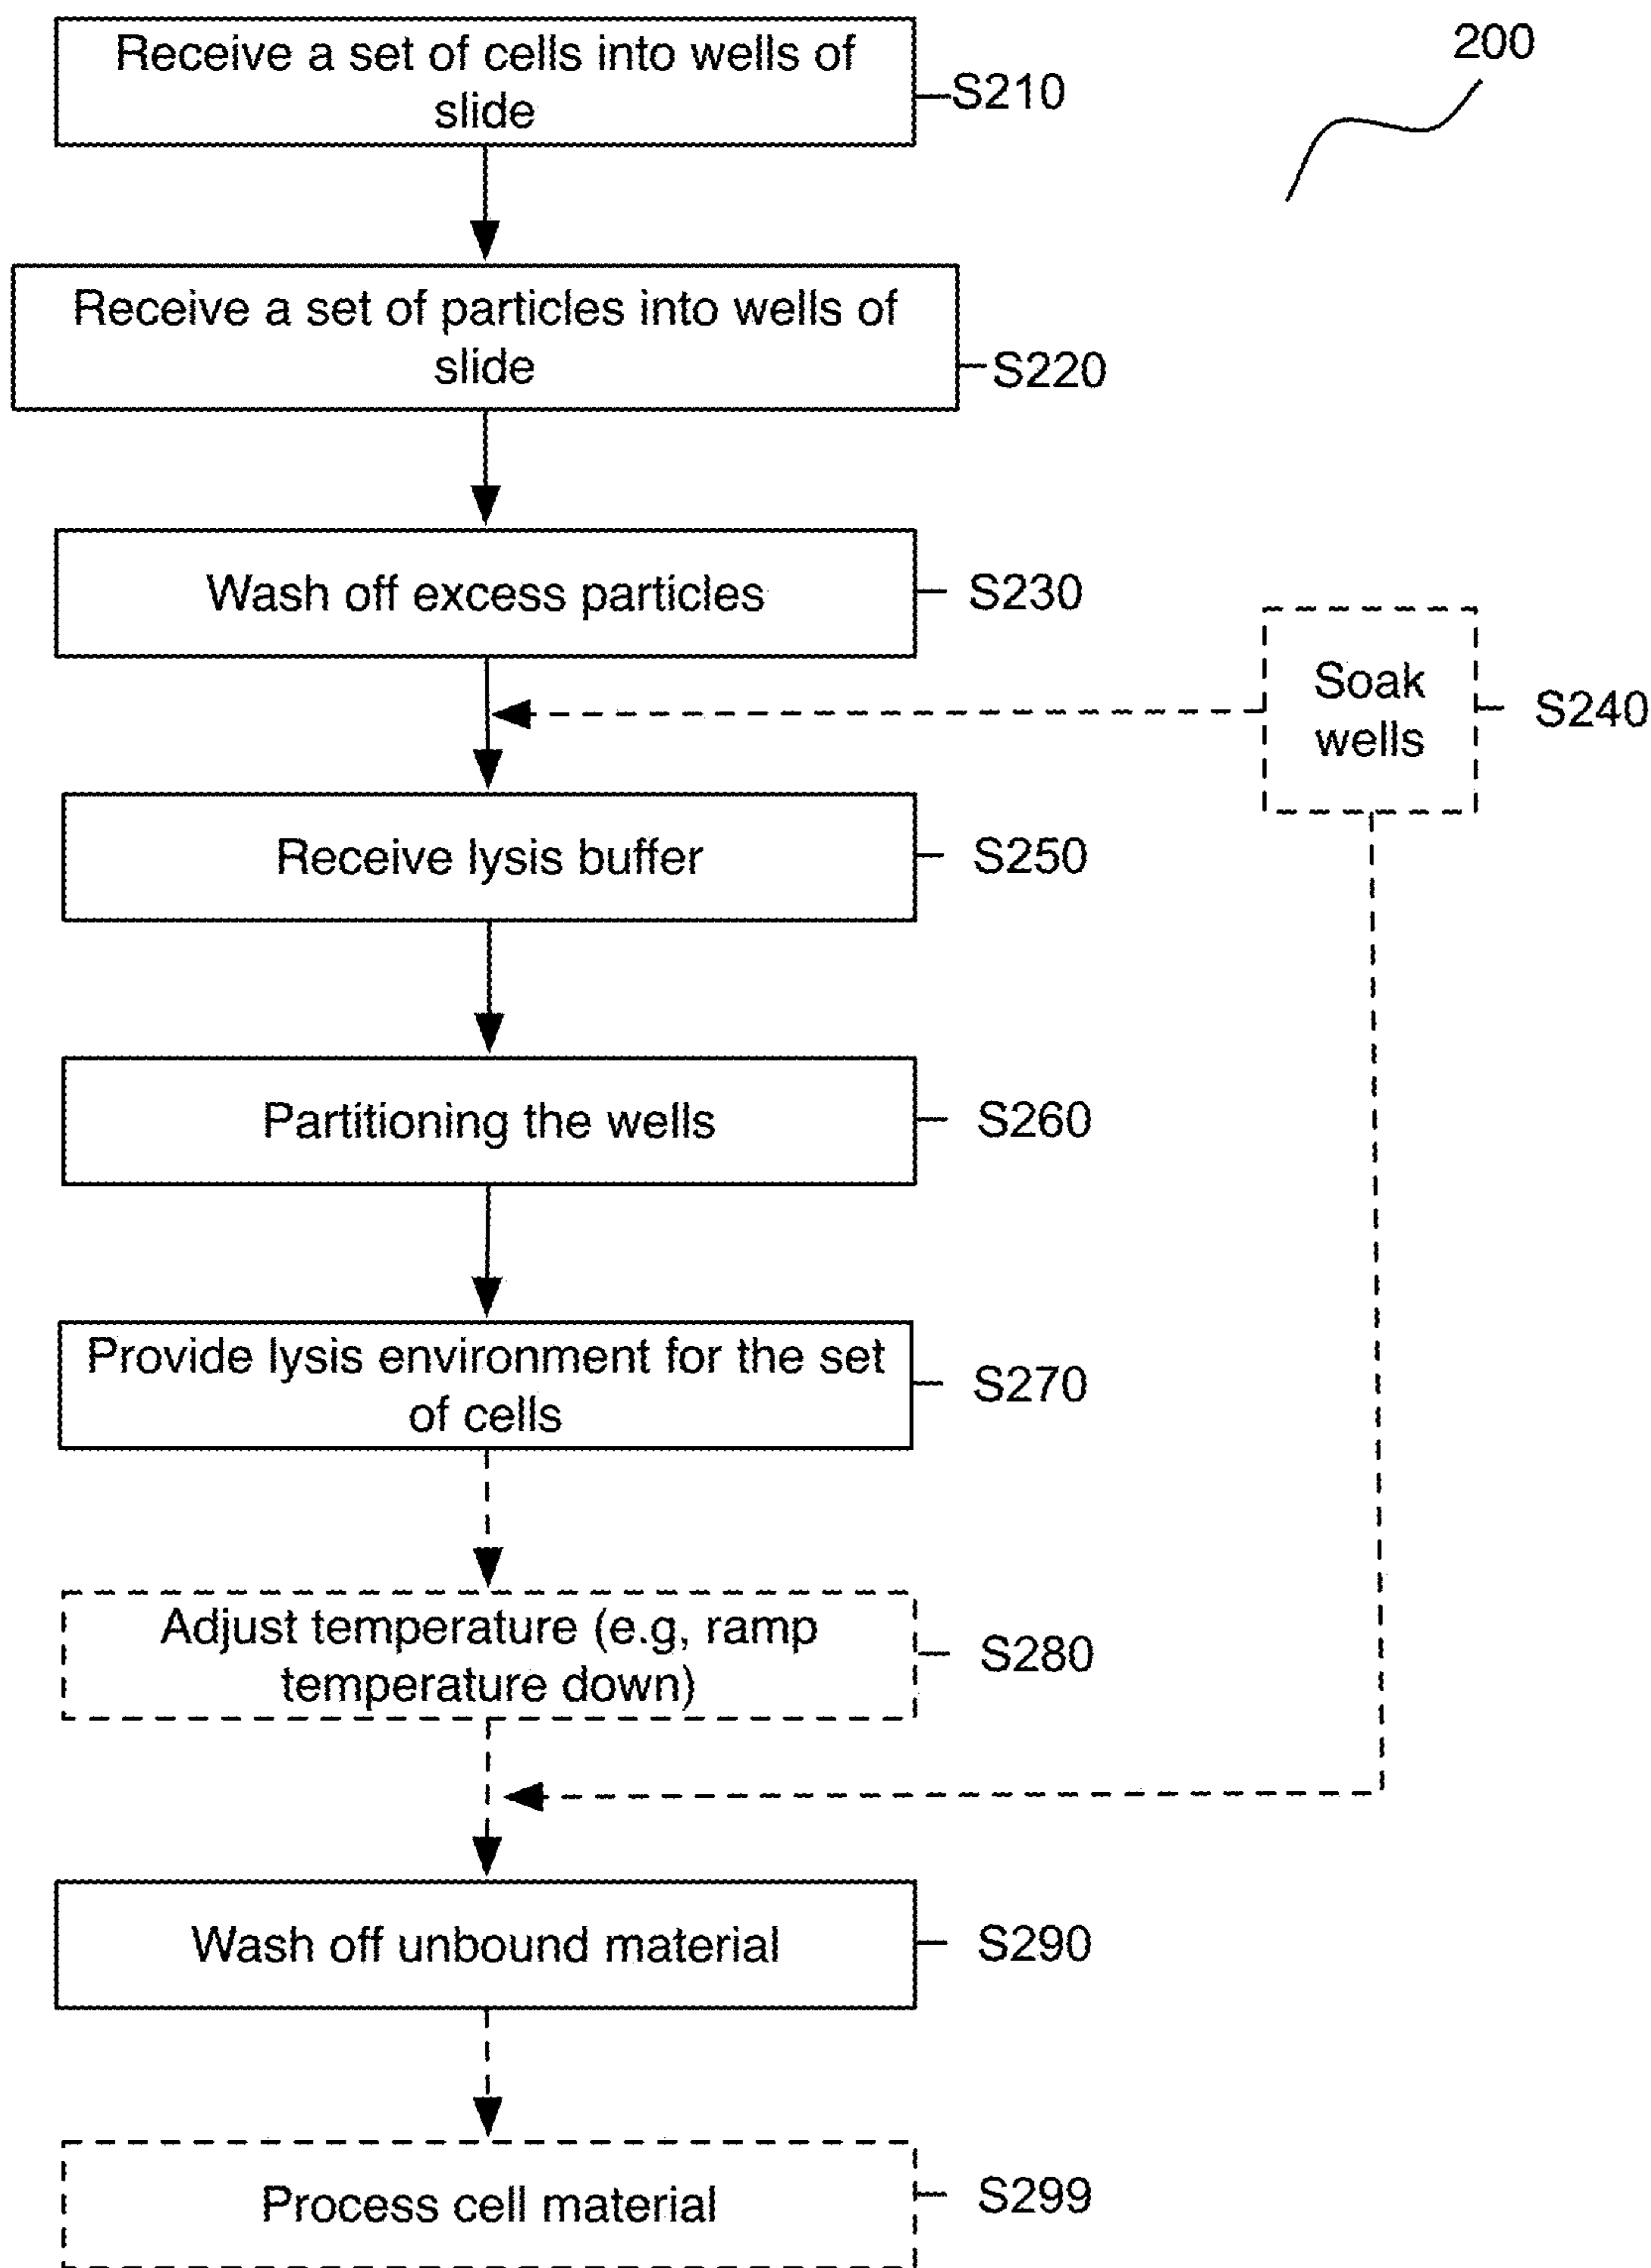 200
Receive a set of cells into wells of
slide
S210
Receive a set of particles into wells of
slide
S220
Wash off excess particles
S230
Soak
wells
S240
Receive lysis buffer
S250
Partitioning the wells
S260
Provide lysis environment for the set
of cells
S270
Adjust temperature (e.g, ramp
temperature down)
S280
Wash off unbound material
S290
Process cell material
S299